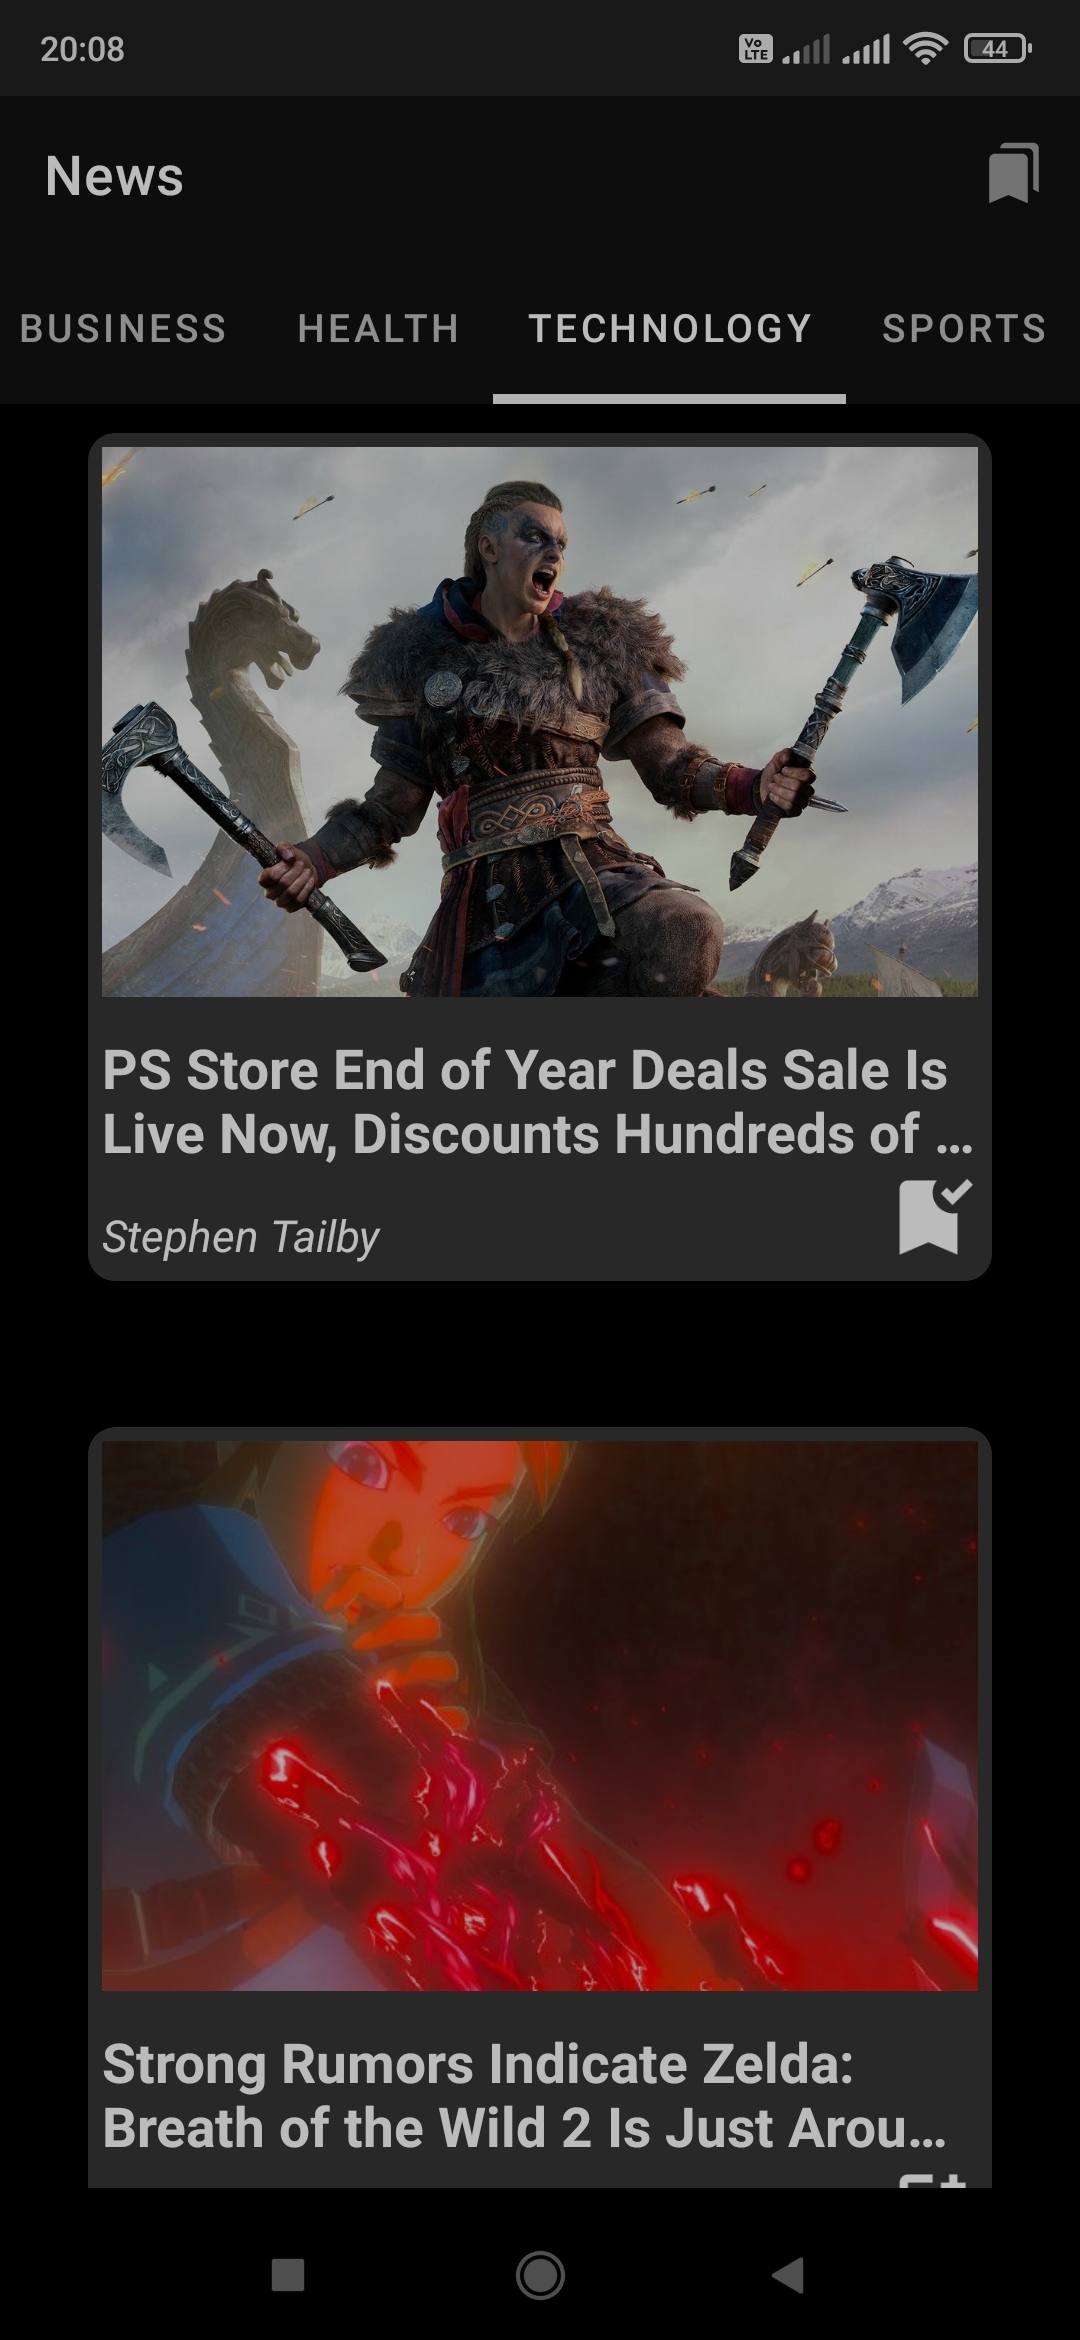 20:08
Vo
LTE
44
News
BUSINESS HEALTH TECHNOLOGY SPORTS
PS Store End of Year Deals Sale Is
Live Now, Discounts Hundreds of ...
Stephen Tailby
Strong Rumors Indicate Zelda:
Breath of the Wild 2 Is Just Arou...